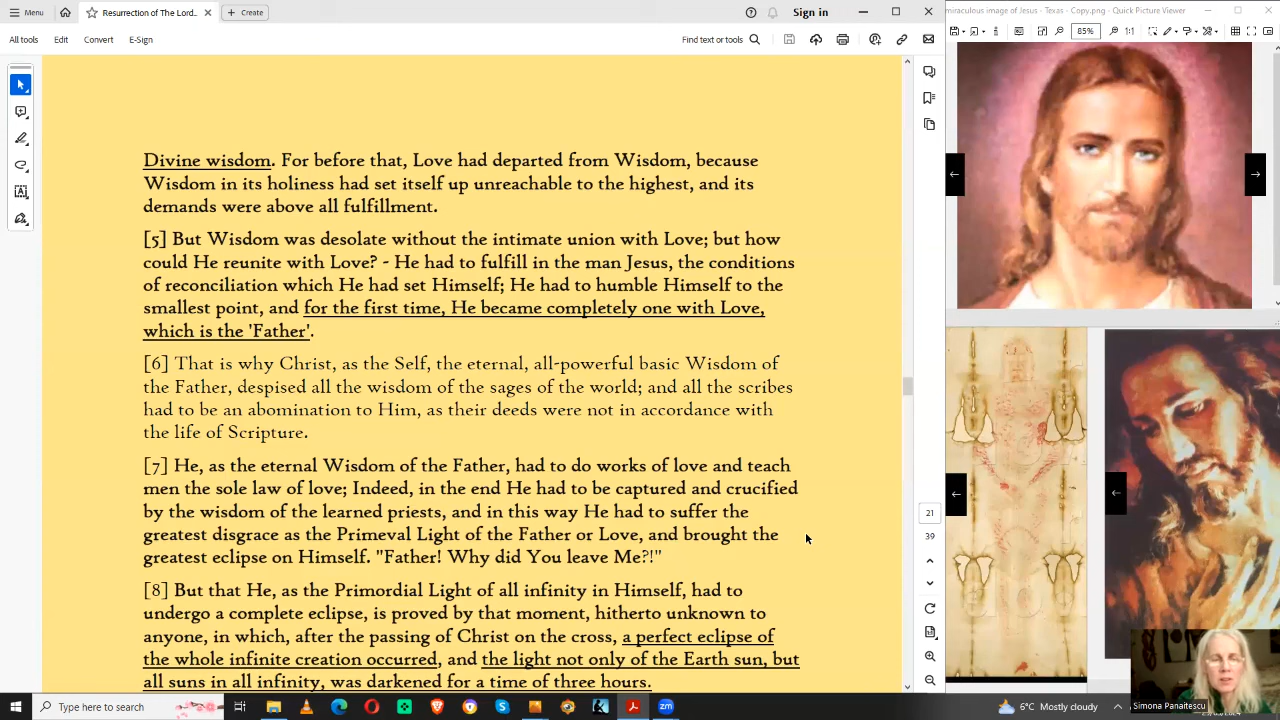 Menu
Resurrection of The Lord...
Create
Sign in
miraculous image of Jesus - Texas - Copy.png - Quick Picture Viewer
All tools
Edit
Convert
E-Sign
Find text or tools
85%
1:1
Divine wisdom. For before that, Love had departed from Wisdom, because
Wisdom in its holiness had set itself up unreachable to the highest, and its
demands were above all fulfillment.
[5] But Wisdom was desolate without the intimate union with Love; but how
could He reunite with Love? - He had to fulfill in the man Jesus, the conditions
of reconciliation which He had set Himself; He had to humble Himself to the
smallest point, and for the first time, He became completely one with Love,
which is the 'Father'.
[6] That is why Christ, as the Self, the eternal, all-powerful basic Wisdom of
the Father, despised all the wisdom of the sages of the world; and all the scribes
had to be an abomination to Him, as their deeds were not in accordance with
the life of Scripture.
[7] He, as the eternal Wisdom of the Father, had to do works of love and teach
men the sole law of love; Indeed, in the end He had to be captured and crucified
by the wisdom of the learned priests, and in this way He had to suffer the
greatest disgrace as the Primeval Light of the Father or Love, and brought the
greatest eclipse on Himself. "Father! Why did You leave Me?!"
[8] But that He, as the Primordial Light of all infinity in Himself, had to
undergo a complete eclipse, is proved by that moment, hitherto unknown to
anyone, in which, after the passing of Christ on the cross, a perfect eclipse of
the whole infinite creation occurred, and the light not only of the Earth sun, but
all suns in all infinity, was darkened for a time of three hours.
21
39
Type here to search
zm
6°C Mostly cloudy
Simona Panaitescu